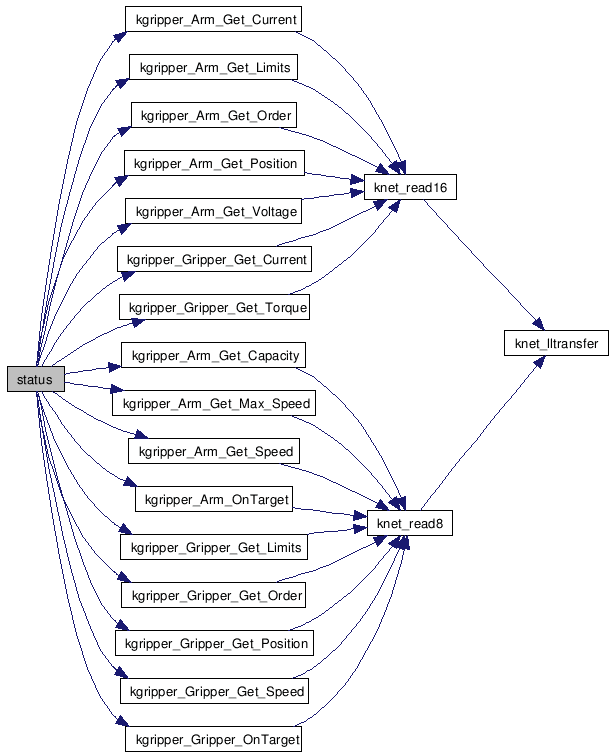 kgripper_Arm_Get_Current
kgripper_Arm_Get_Limits
kgripper_Arm_Get_Order
kgripper_Arm_Get_Position
knet_read16
kgripper_Arm_Get_Voltage
kgripper_Gripper_Get_Current
kgripper_Gripper_Get_Torque
knet_lltransfer
kgripper_Arm_Get_Capacity
status
kgripper_Arm_Get_Max_Speed
kgripper_Arm_Get_Speed
kgripper_Arm_OnTarget
knet_read8
kgripper_Gripper_Get_Limits
kgripper_Gripper_Get_Order
kgripper_Gripper_Get_Position
kgripper_Gripper_Get_Speed
kgripper_Gripper_OnTarget